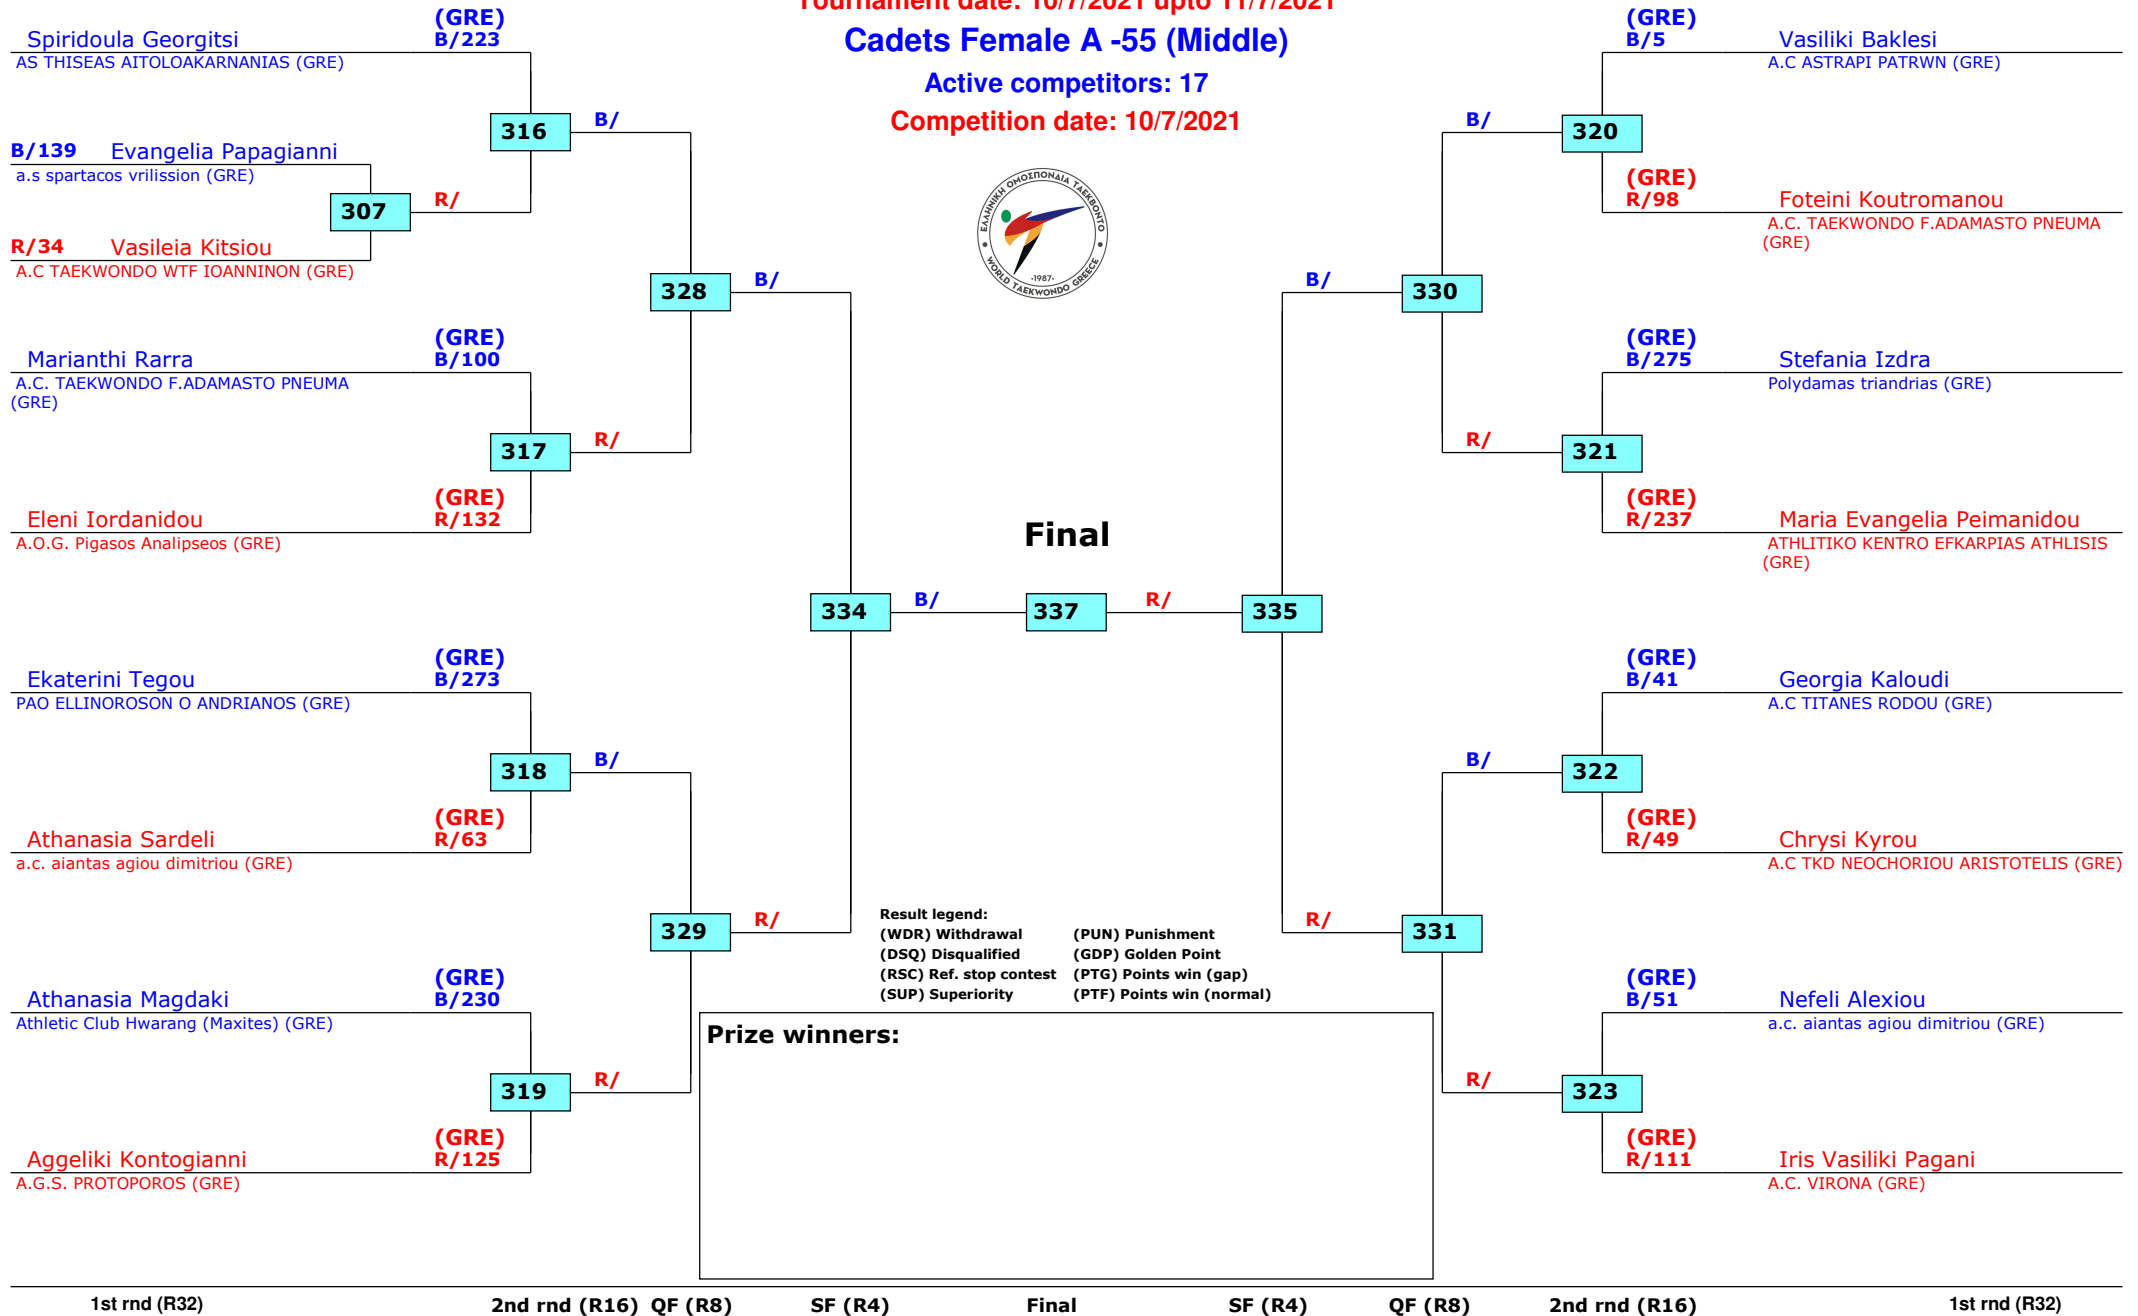 Tournament date: 10/7/2021 upto 11/7/2021
Cadets Female A -55 (Middle)
Active competitors: 17
Competition date: 10/7/2021
ΕΛΛΗΝΙΚΗ ΟΜΟΣΠΟΝΔΙΑ ΤΑΕΚΒΟΝΤΟ
·1987·
WORLD TAEKWONDO GREECE
(GRE)
Spiridoula Georgitsi B/223
AS THISEAS AITOLOAKARNANIAS (GRE)
316 B/
B/139 Evangelia Papagianni
a.s spartacos vrilission (GRE)
307 R/
R/34 Vasileia Kitsiou
A.C TAEKWONDO WTF IOANNINON (GRE)
328 B/
(GRE)
Marianthi Rarra B/100
A.C. TAEKWONDO F.ADAMASTO PNEUMA
(GRE)
317 R/
(GRE)
Eleni Iordanidou R/132
A.O.G. Pigasos Analipseos (GRE)
(GRE)
Ekaterini Tegou B/273
PAO ELLINOROSON O ANDRIANOS (GRE)
318 B/
(GRE)
Athanasia Sardeli R/63
a.c. aiantas agiou dimitriou (GRE)
329 R/
(GRE)
Athanasia Magdaki B/230
Athletic Club Hwarang (Maxites) (GRE)
319 R/
(GRE)
Aggeliki Kontogianni R/125
A.G.S. PROTOPOROS (GRE)
Final
334 B/ 337 R/ 335
(GRE)
B/5 Vasiliki Baklesi
A.C ASTRAPI PATRWN (GRE)
B/ 320
(GRE)
R/98 Foteini Koutromanou
A.C. TAEKWONDO F.ADAMASTO PNEUMA
(GRE)
B/ 330
(GRE)
B/275 Stefania Izdra
Polydamas triandrias (GRE)
R/ 321
(GRE)
R/237 Maria Evangelia Peimanidou
ATHLITIKO KENTRO EFKARPIAS ATHLISIS
(GRE)
(GRE)
B/41 Georgia Kaloudi
A.C TITANES RODOU (GRE)
B/ 322
(GRE)
R/49 Chrysi Kyrou
A.C TKD NEOCHORIOU ARISTOTELIS (GRE)
R/ 331
(GRE)
B/51 Nefeli Alexiou
a.c. aiantas agiou dimitriou (GRE)
R/ 323
(GRE)
R/111 Iris Vasiliki Pagani
A.C. VIRONA (GRE)
Result legend:
(WDR) Withdrawal (PUN) Punishment
(DSQ) Disqualified (GDP) Golden Point
(RSC) Ref. stop contest (PTG) Points win (gap)
(SUP) Superiority (PTF) Points win (normal)
Prize winners:
1st rnd (R32) 2nd rnd (R16) QF (R8) SF (R4) Final SF (R4) QF (R8) 2nd rnd (R16) 1st rnd (R32)